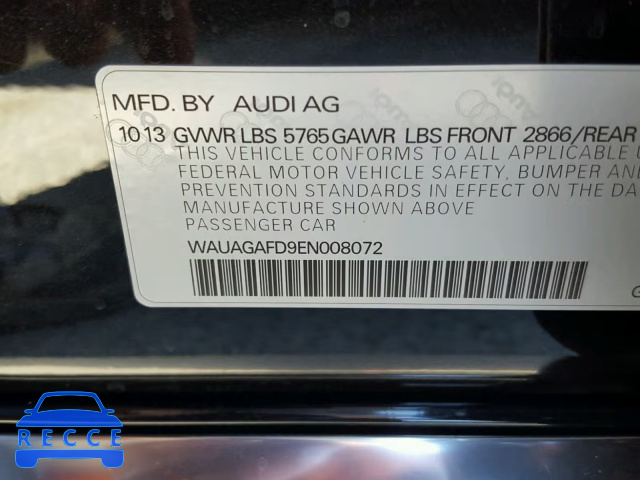 MFD. BY AUDI AG
10 13 GVWR LBS 5765 GAWR LBS FRONT 2866/REAR
THIS VEHICLE CONFORMS TO ALL APPLICABLE
FEDERAL MOTOR VEHICLE SAFETY, BUMPER AND
PREVENTION STANDARDS IN EFFECT ON THE DA
MANUFACTURE SHOWN ABOVE
PASSENGER CAR
WAUAGAFD9EN008072
RECCE